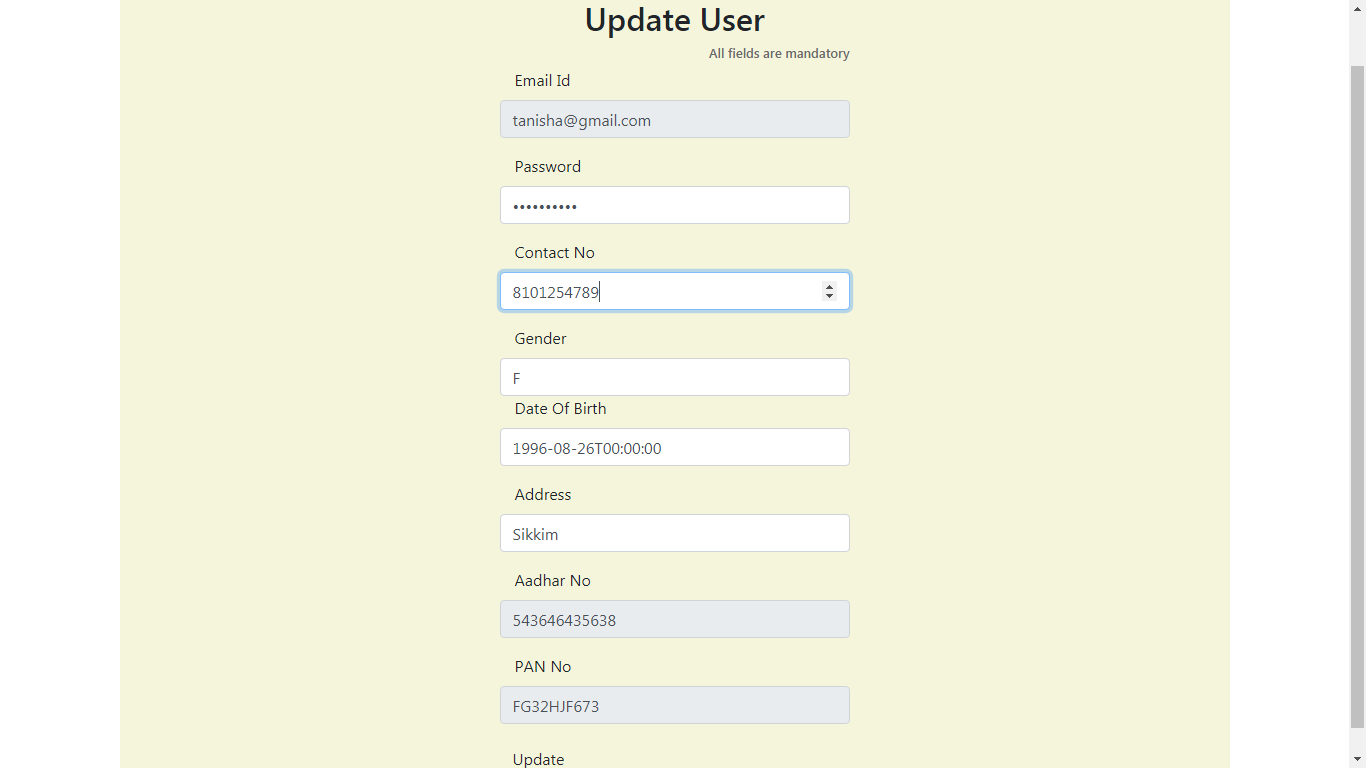 Update User
All fields are mandatory
Email Id
tanisha@gmail.com
Password
••••••••••
Contact No
8101254789
Gender
F
Date Of Birth
1996-08-26T00:00:00
Address
Sikkim
Aadhar No
543646435638
PAN No
FG32HJF673
Update